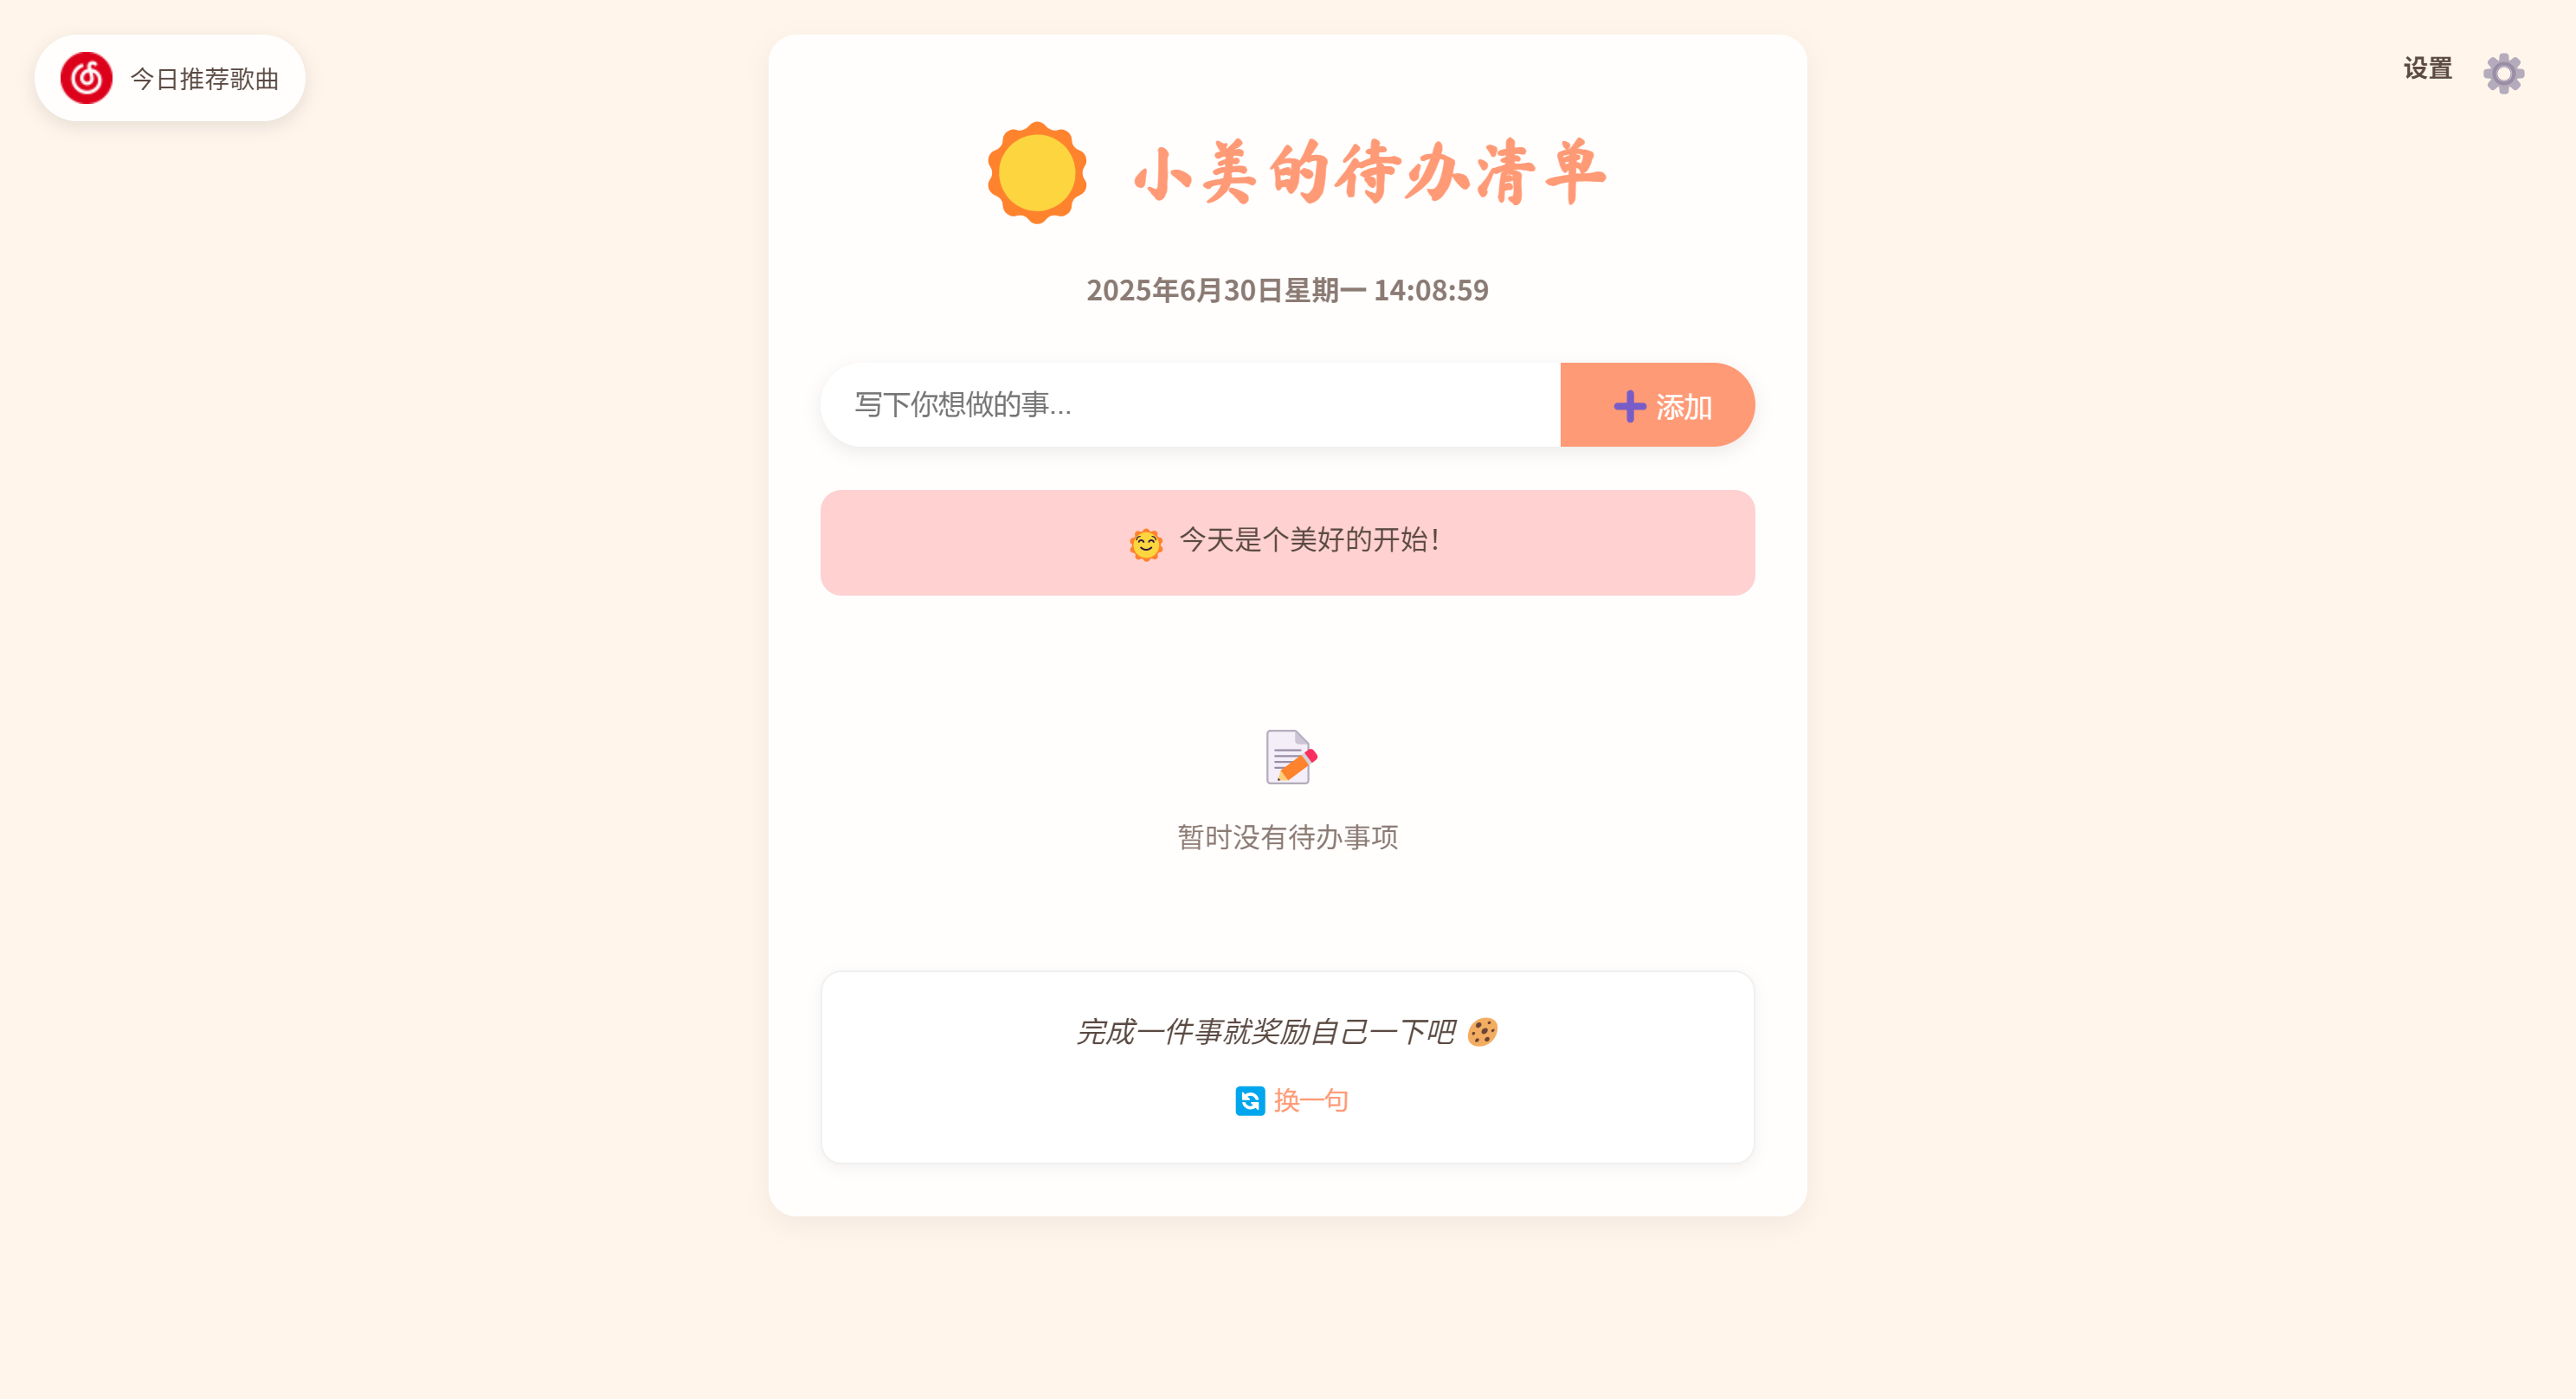 今日推荐歌曲
设置
小美的待办清单
2025年6月30日星期一 14:08:59
写下你想做的事...
添加
今天是个美好的开始！
暂时没有待办事项
完成一件事就奖励自己一下吧
换一句